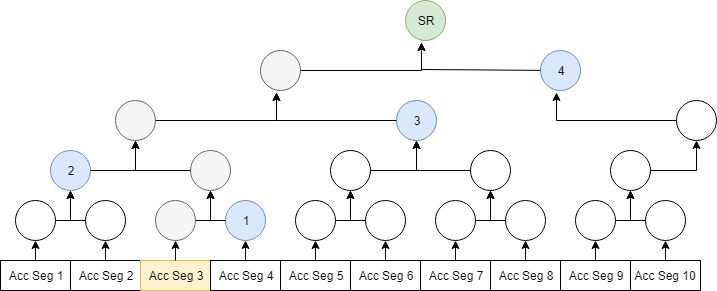 SR
4
3
2
1
Acc Seg 1
Acc Seg 2
Acc Seg 3
Acc Seg 4
Acc Seg 5
Acc Seg 6
Acc Seg 7
Acc Seg 8
Acc Seg 9
Acc Seg 10